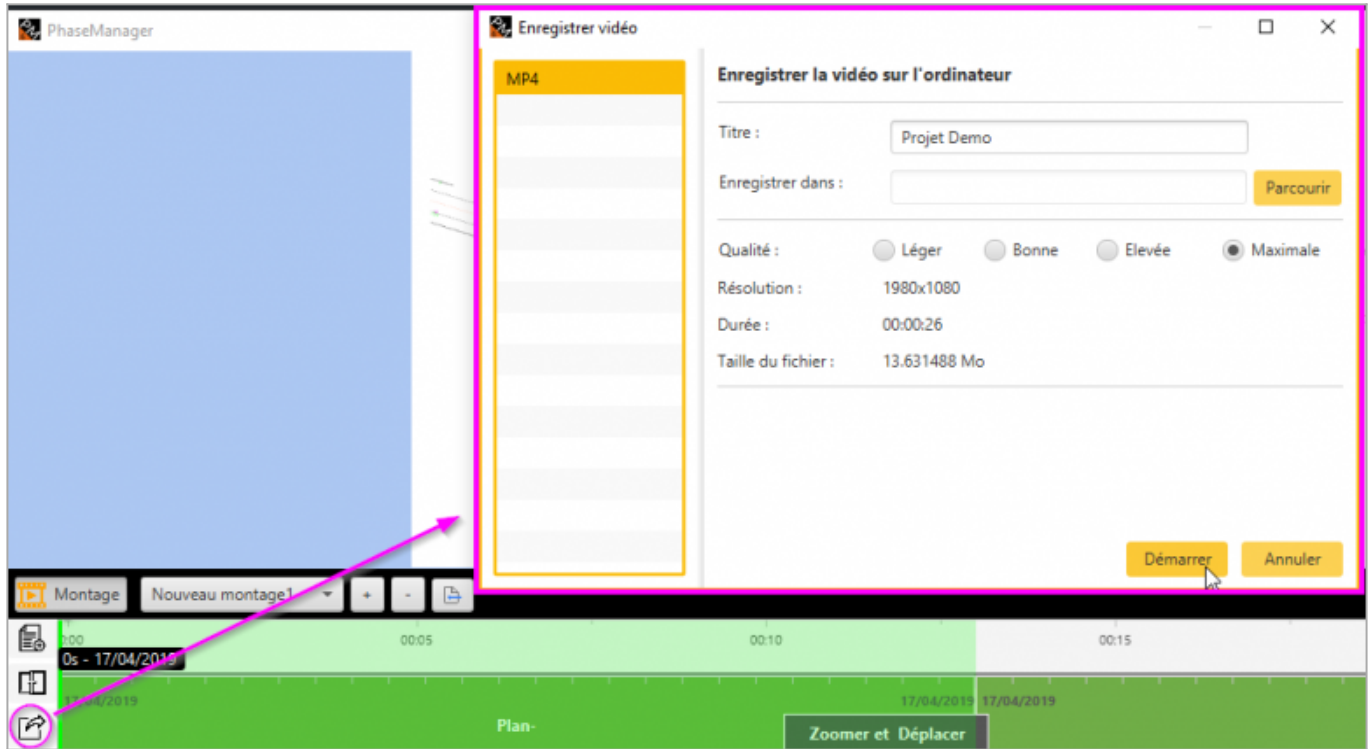 PhaseManager
Enregistrer vidéo
MP4
Enregistrer la vidéo sur l'ordinateur
Titre :
Projet Demo
Enregistrer dans :
Parcourir
Qualité :
Léger
Bonne
Elevée
Maximale
Résolution :
1980x1080
Durée :
00:00:26
Taille du fichier :
13.631488 Mo
Démarrer
Annuler
Montage
Nouveau montage1
+
-
00:05
00:10
00:15
0s - 17/04/2019
17/04/2019
17/04/2019
17/04/2019
Plan-
Zoomer et Déplacer